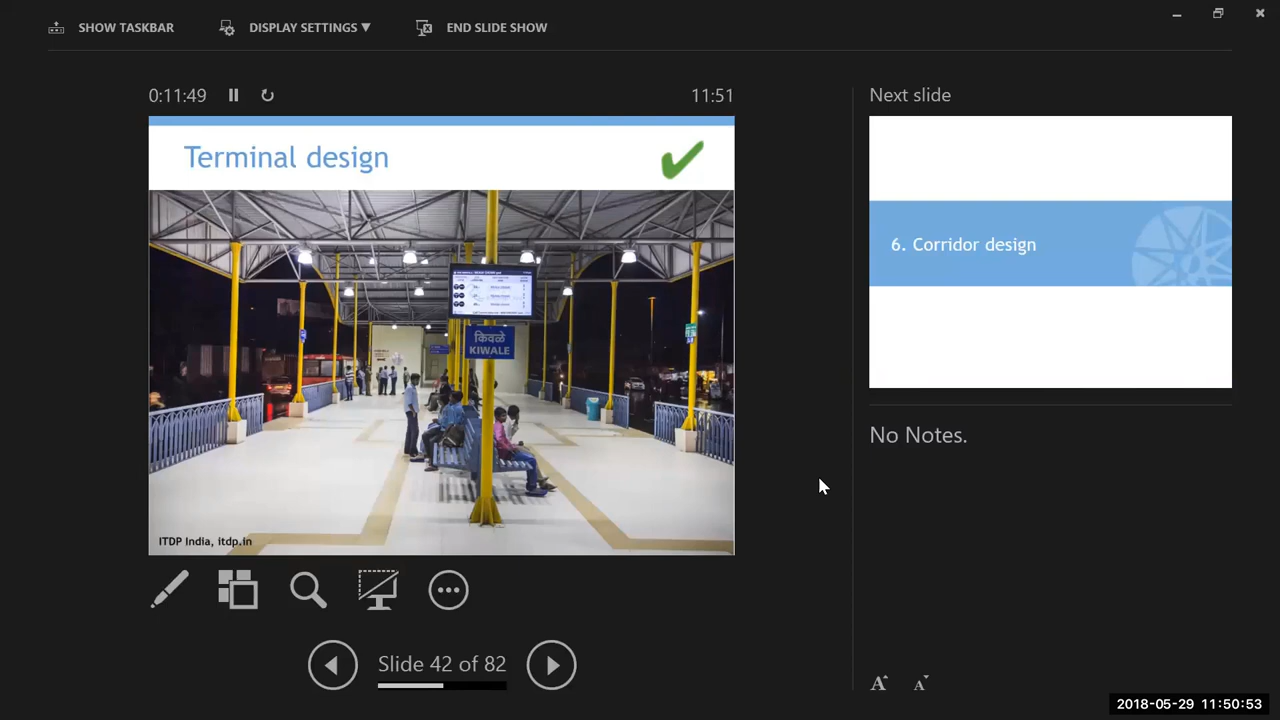 SHOW TASKBAR
DISPLAY SETTINGS ▼
END SLIDE SHOW
0:11:49
11:51
Next slide
Terminal design
6. Corridor design
किवळे
KIWALE
No Notes.
ITDP India, itdp.in
Slide 42 of 82
A A
2018-05-29 11:50:53